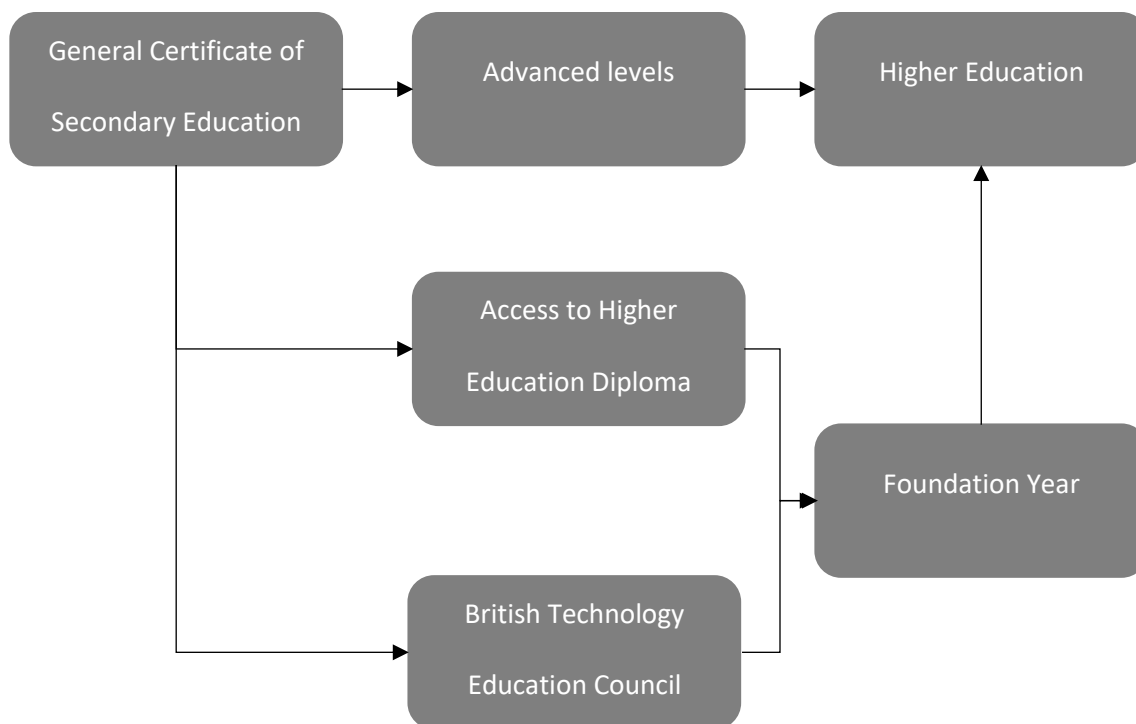 General Certificate of
Secondary Education
Advanced levels
Higher Education
Access to Higher
Education Diploma
Foundation Year
British Technology
Education Council